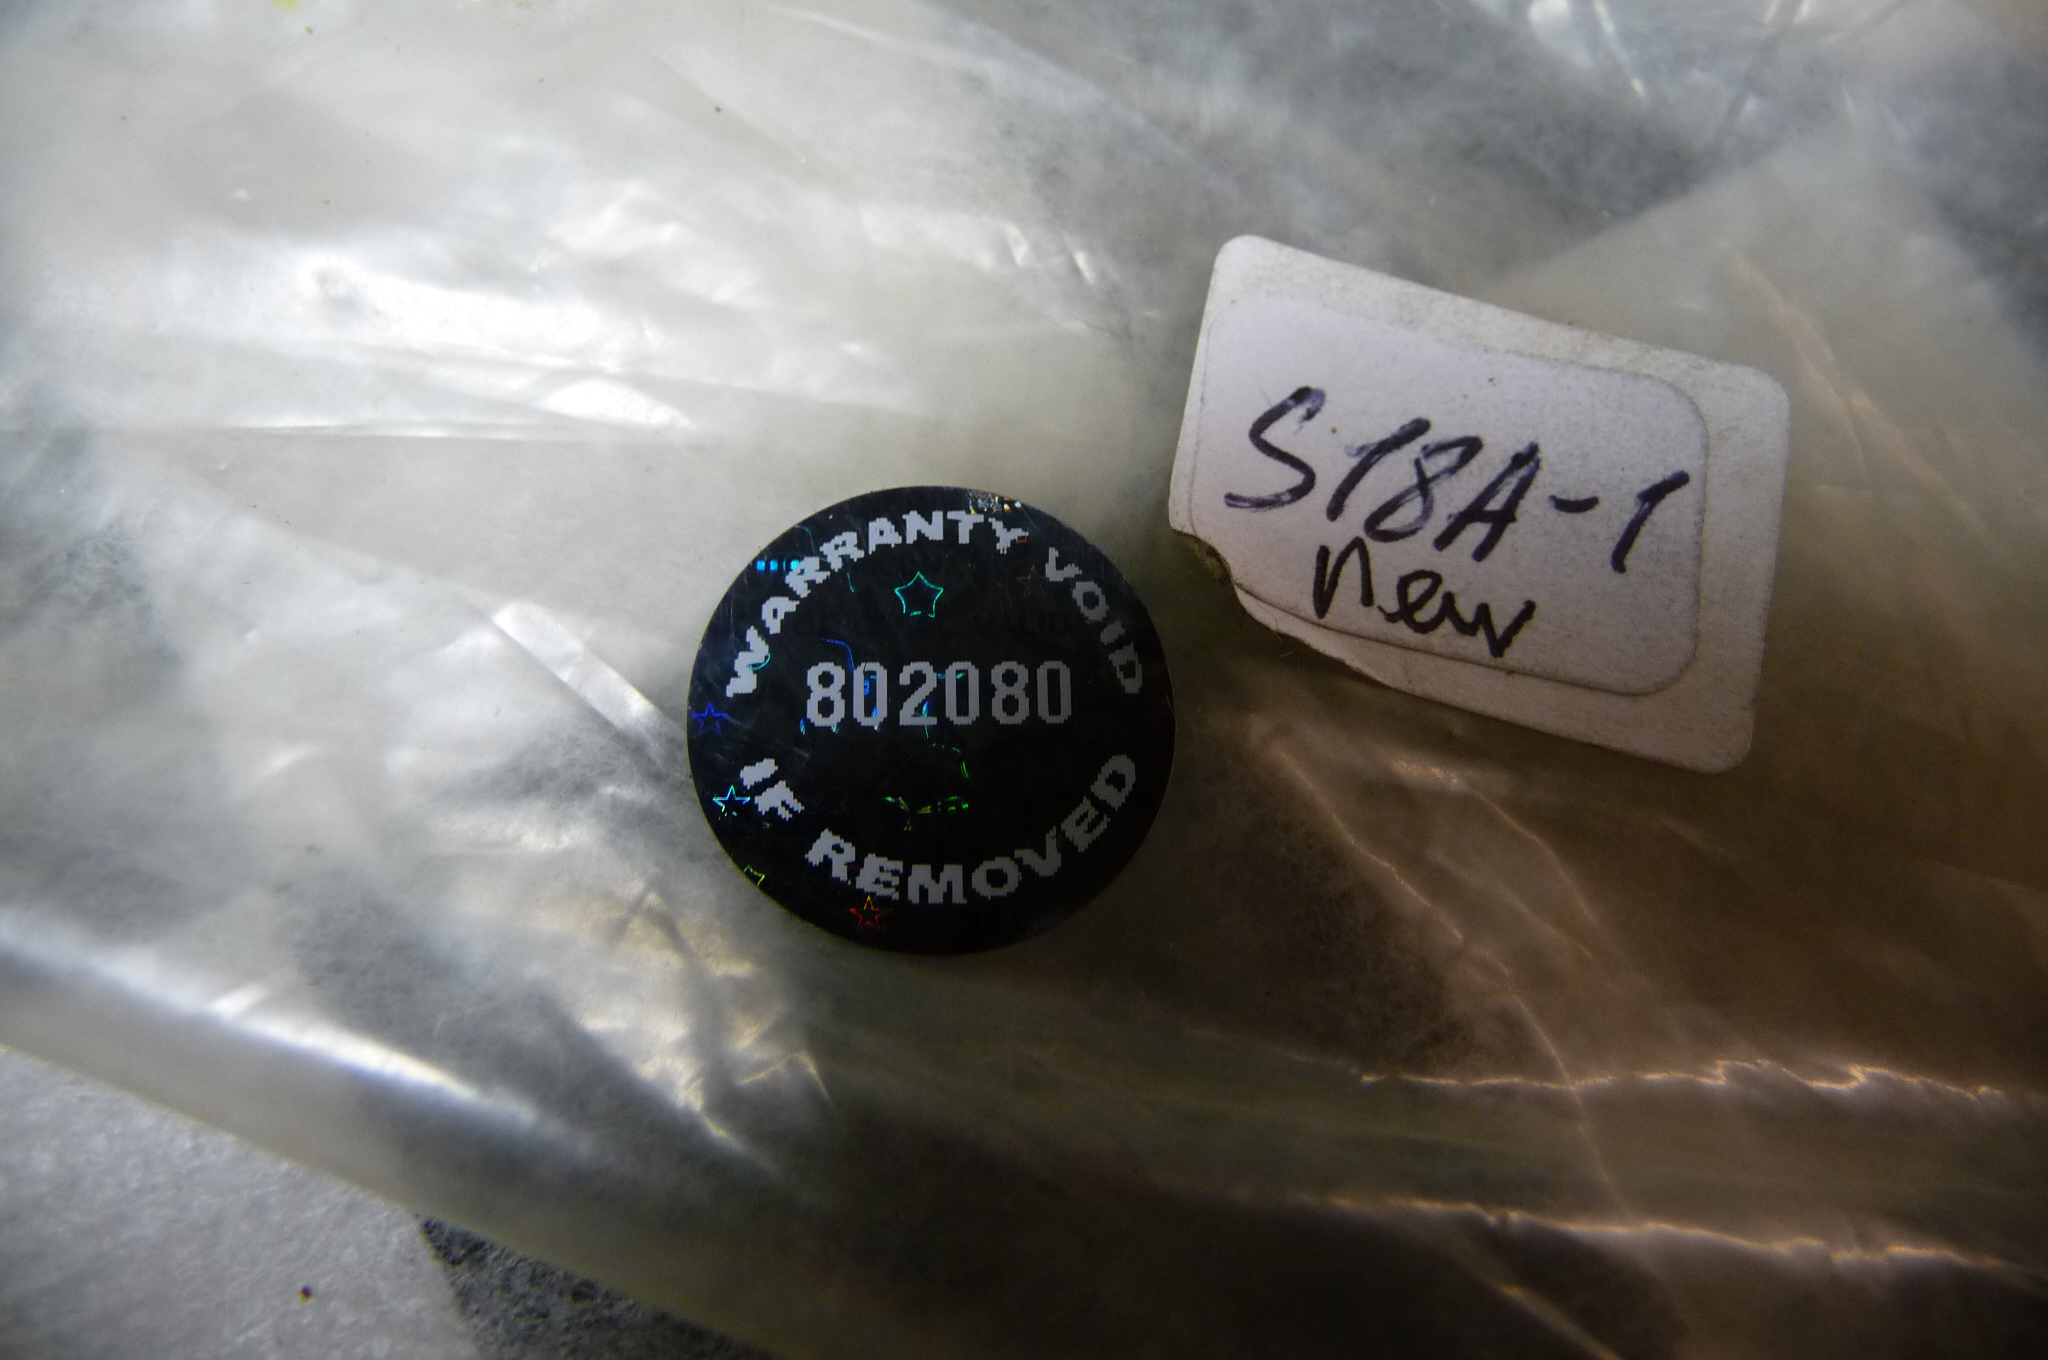 WARRANTY VOID
802080
IF REMOVED
S18A-1
new